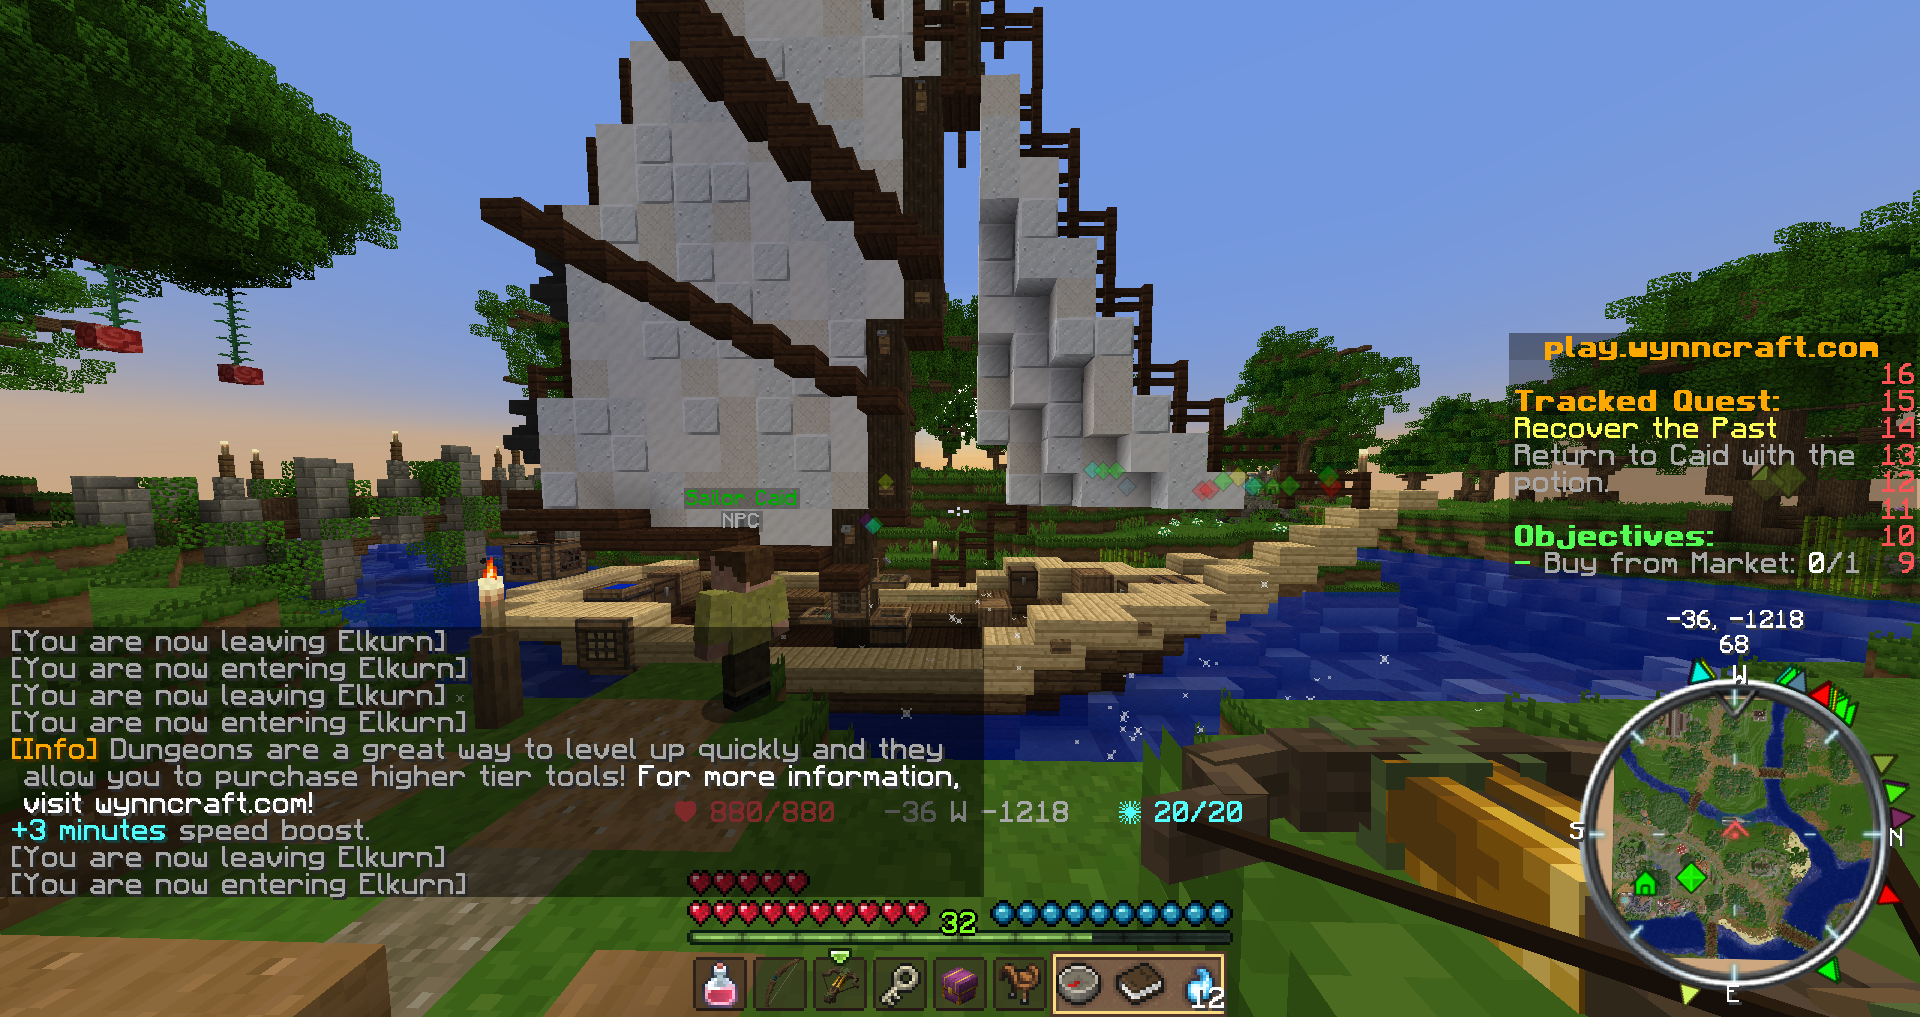 play.wynncraft.com
16
Tracked Quest:
15
Recover the Past
14
Return to Caid with the
13
potion.
12
11
Objectives:
10
- Buy from Market: 0/1
9
Sailor Caid
NPC
-36, -1218
68
W
S
N
E
[You are now leaving Elkurn]
[You are now entering Elkurn]
[You are now leaving Elkurn]
[You are now entering Elkurn]
[Info] Dungeons are a great way to level up quickly and they
allow you to purchase higher tier tools! For more information,
visit wynncraft.com!
+3 minutes speed boost.
[You are now leaving Elkurn]
[You are now entering Elkurn]
880/880 -36 W -1218 20/20
32
12